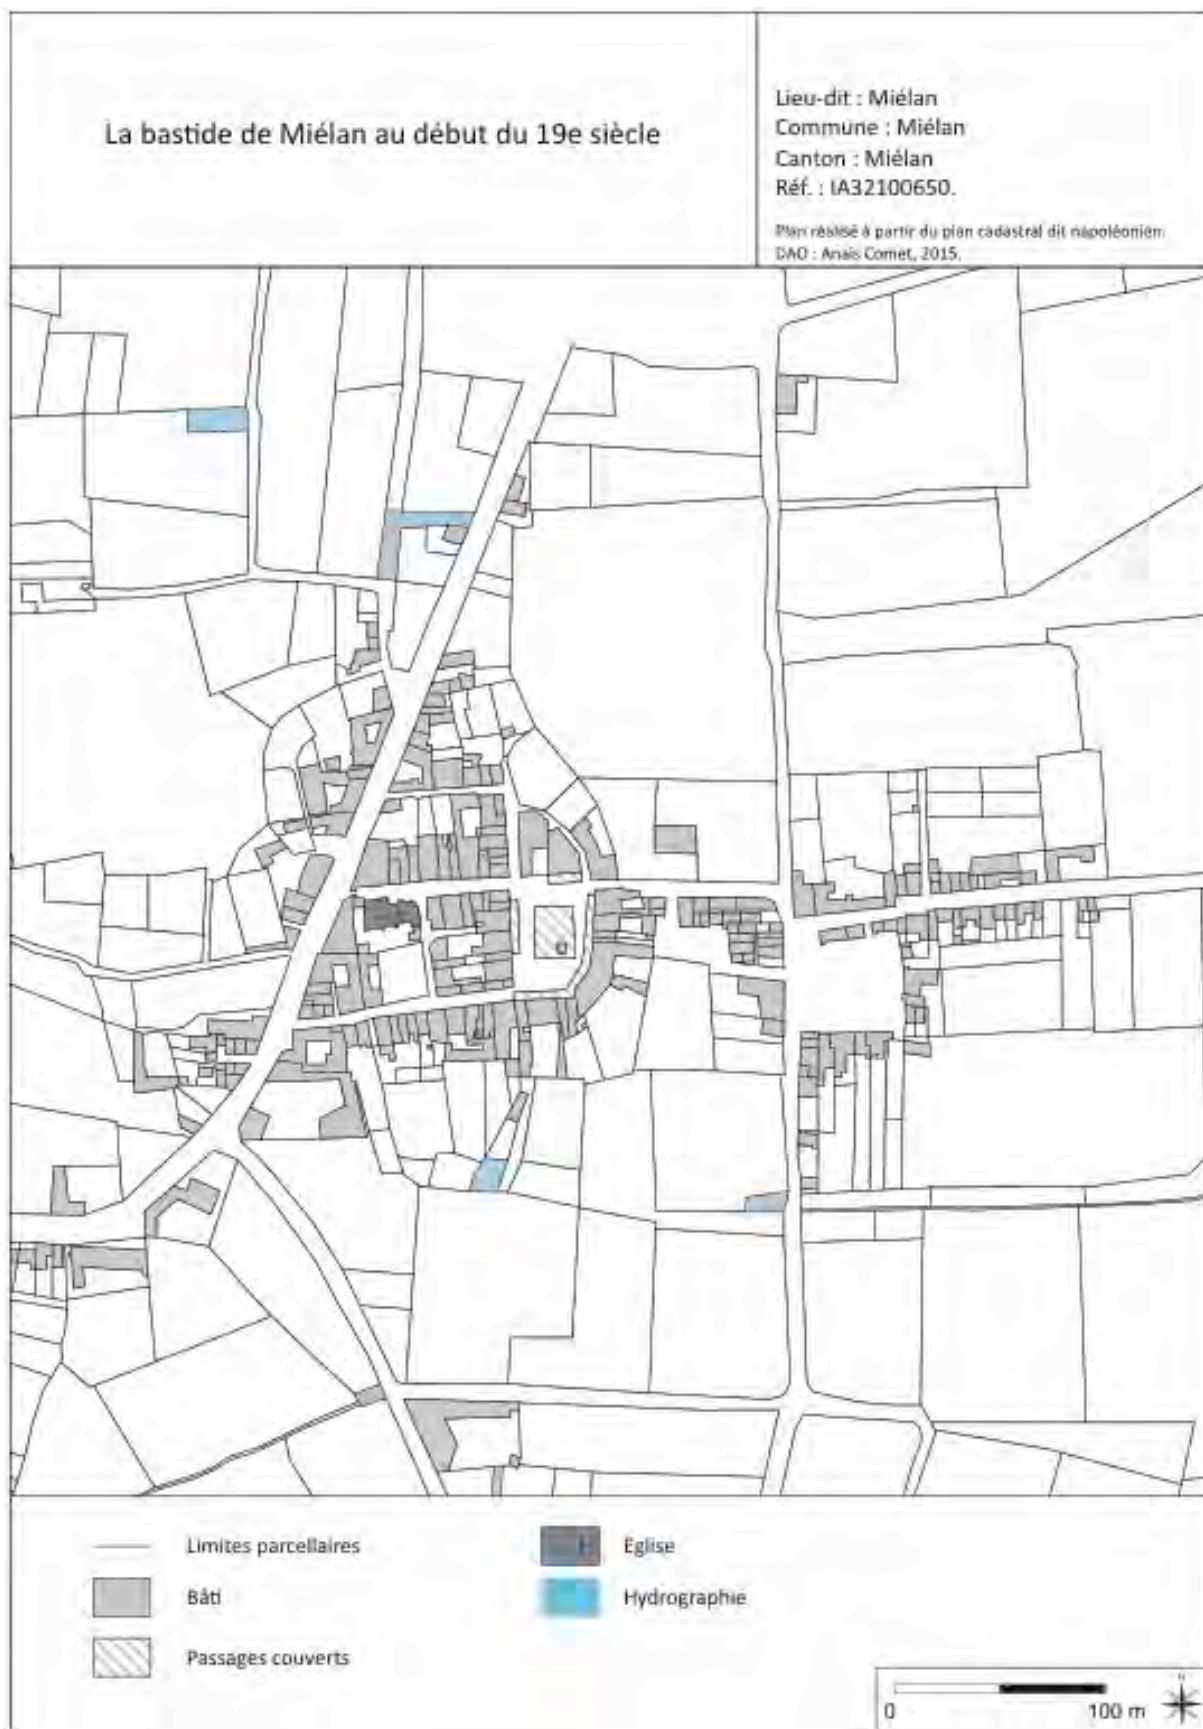 La bastide de Miélan au début du 19e siècle
Lieu-dit : Miélan
Commune : Miélan
Canton : Miélan
Réf. : IA32100650.
Plan réalisé à partir du plan cadastral dit napoléonien.
DAO : Anaïs Comet, 2015.
Limites parcellaires
Bâti
Passages couverts
Eglise
Hydrographie
0 100 m
N